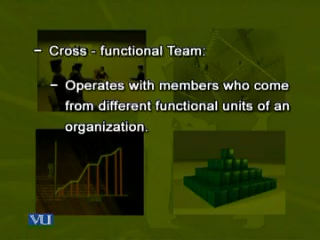 – Cross - functional Team:
– Operates with members who come
from different functional units of an
organization.
VU